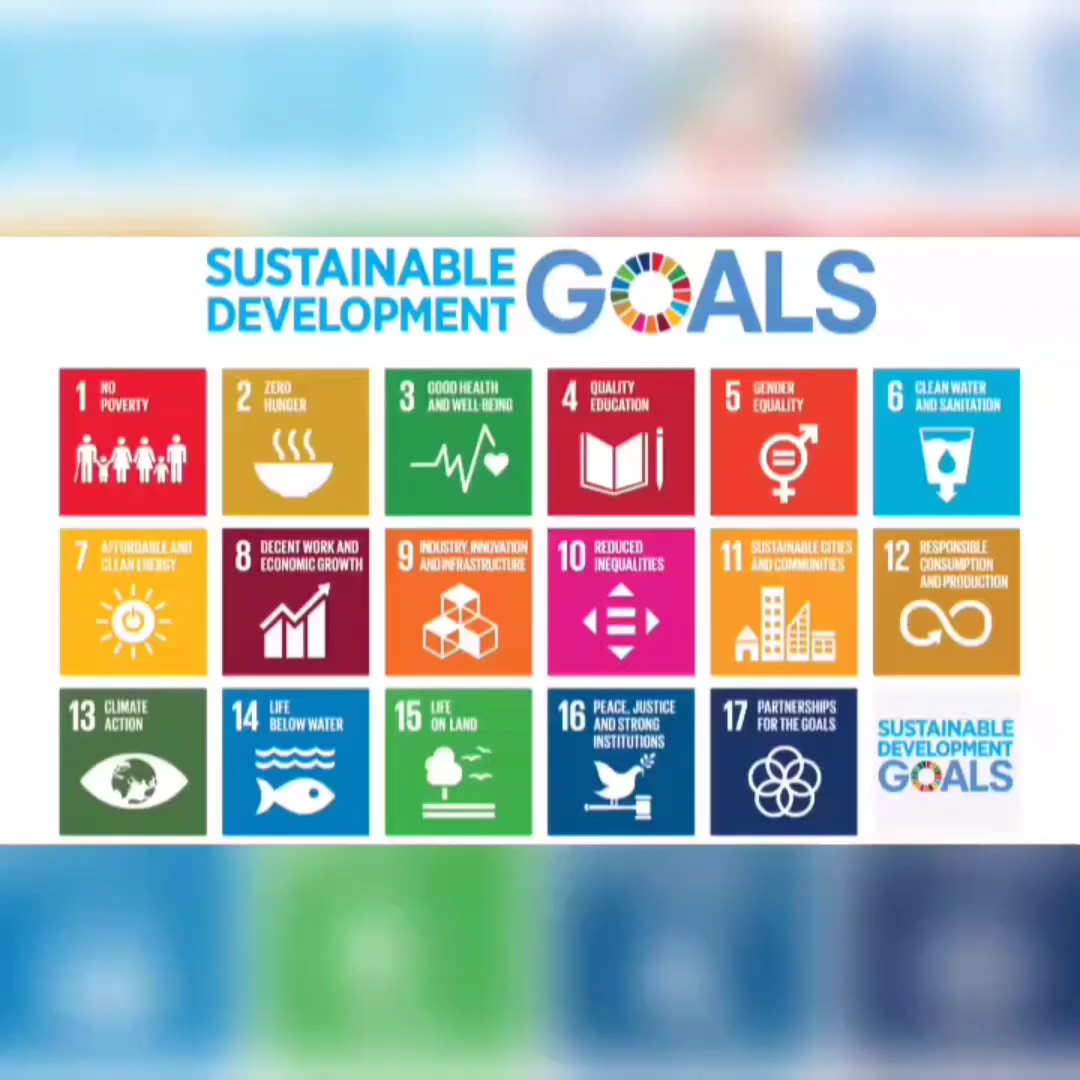 SUSTAINABLE
DEVELOPMENT
GOALS
1 NO
POVERTY
2 ZERO
HUNGER
3 GOOD HEALTH
AND WELL-BEING
4 QUALITY
EDUCATION
5 GENDER
EQUALITY
6 CLEAN WATER
AND SANITATION
7 AFFORDABLE AND
CLEAN ENERGY
8 DECENT WORK AND
ECONOMIC GROWTH
9 INDUSTRY, INNOVATION
AND INFRASTRUCTURE
10 REDUCED
INEQUALITIES
11 SUSTAINABLE CITIES
AND COMMUNITIES
12 RESPONSIBLE
CONSUMPTION
AND PRODUCTION
13 CLIMATE
ACTION
14 LIFE
BELOW WATER
15 LIFE
ON LAND
16 PEACE, JUSTICE
AND STRONG
INSTITUTIONS
17 PARTNERSHIPS
FOR THE GOALS
SUSTAINABLE
DEVELOPMENT
GOALS